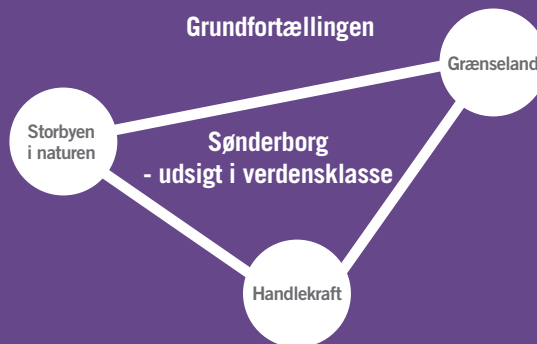 Grundfortællingen
Grænseland
Storbyen
i naturen
Sønderborg
- udsigt i verdensklasse
Handlekraft